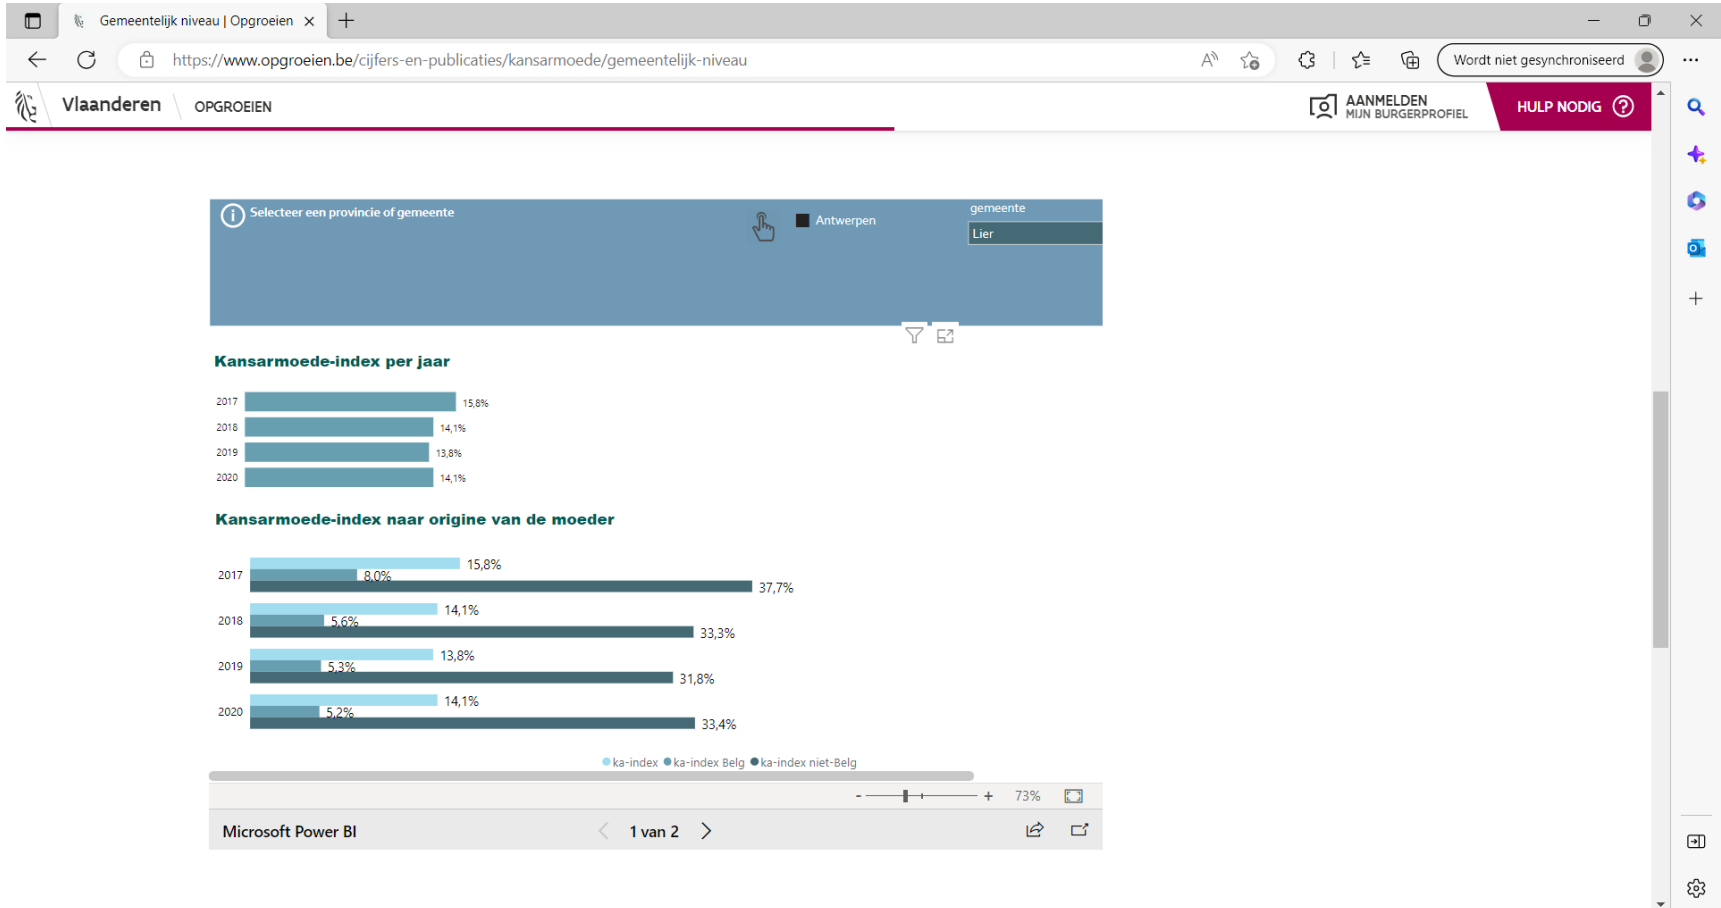 Gemeentelijk niveau | Opgroeien
https://www.opgroeien.be/cijfers-en-publicaties/kansarmoede/gemeentelijk-niveau
Wordt niet gesynchroniseerd
Vlaanderen
OPGROEIEN
AANMELDEN
MIJN BURGERPROFIEL
HULP NODIG
Selecteer een provincie of gemeente
Antwerpen
gemeente
Lier
Kansarmoede-index per jaar
2017 15,8%
2018 14,1%
2019 13,8%
2020 14,1%
Kansarmoede-index naar origine van de moeder
15,8%
2017 8,0%
37,7%
14,1%
2018 5,6%
33,3%
13,8%
2019 5,3%
31,8%
14,1%
2020 5,2%
33,4%
ka-index ka-index Belg ka-index niet-Belg
- + 73%
Microsoft Power BI
1 van 2